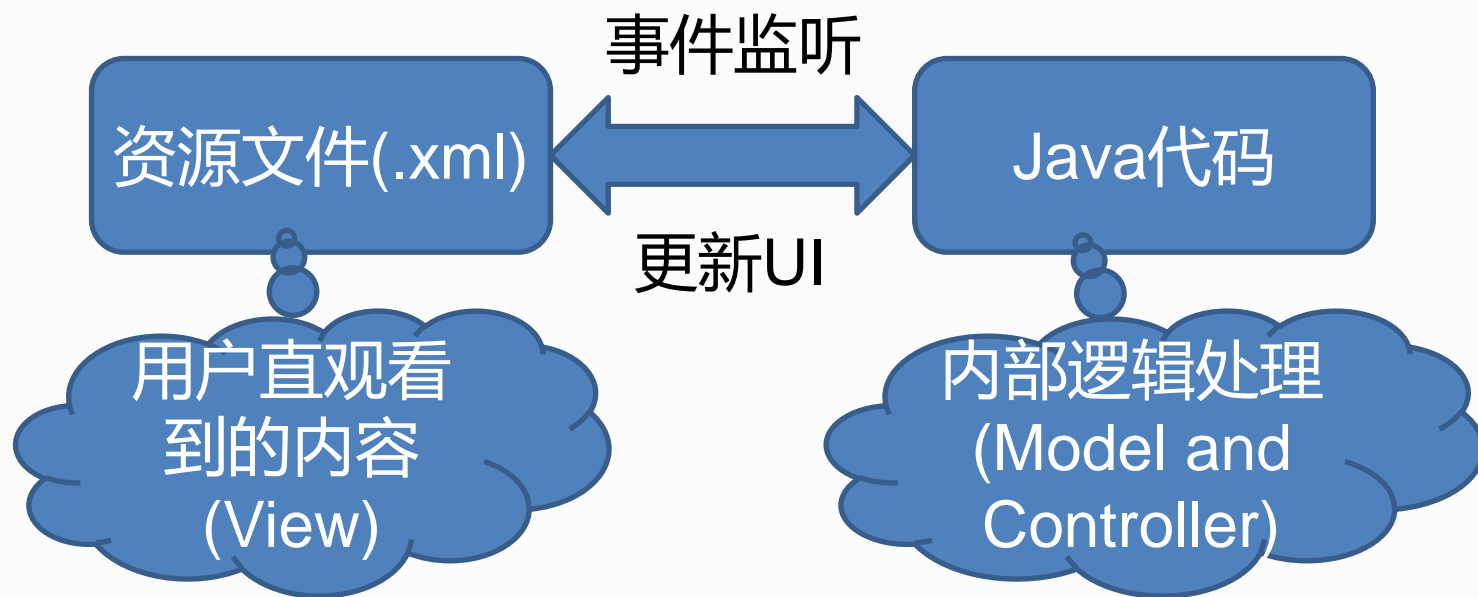 事件监听
资源文件(.xml)
Java代码
更新UI
用户直观看
到的内容
(View)
内部逻辑处理
(Model and
Controller)